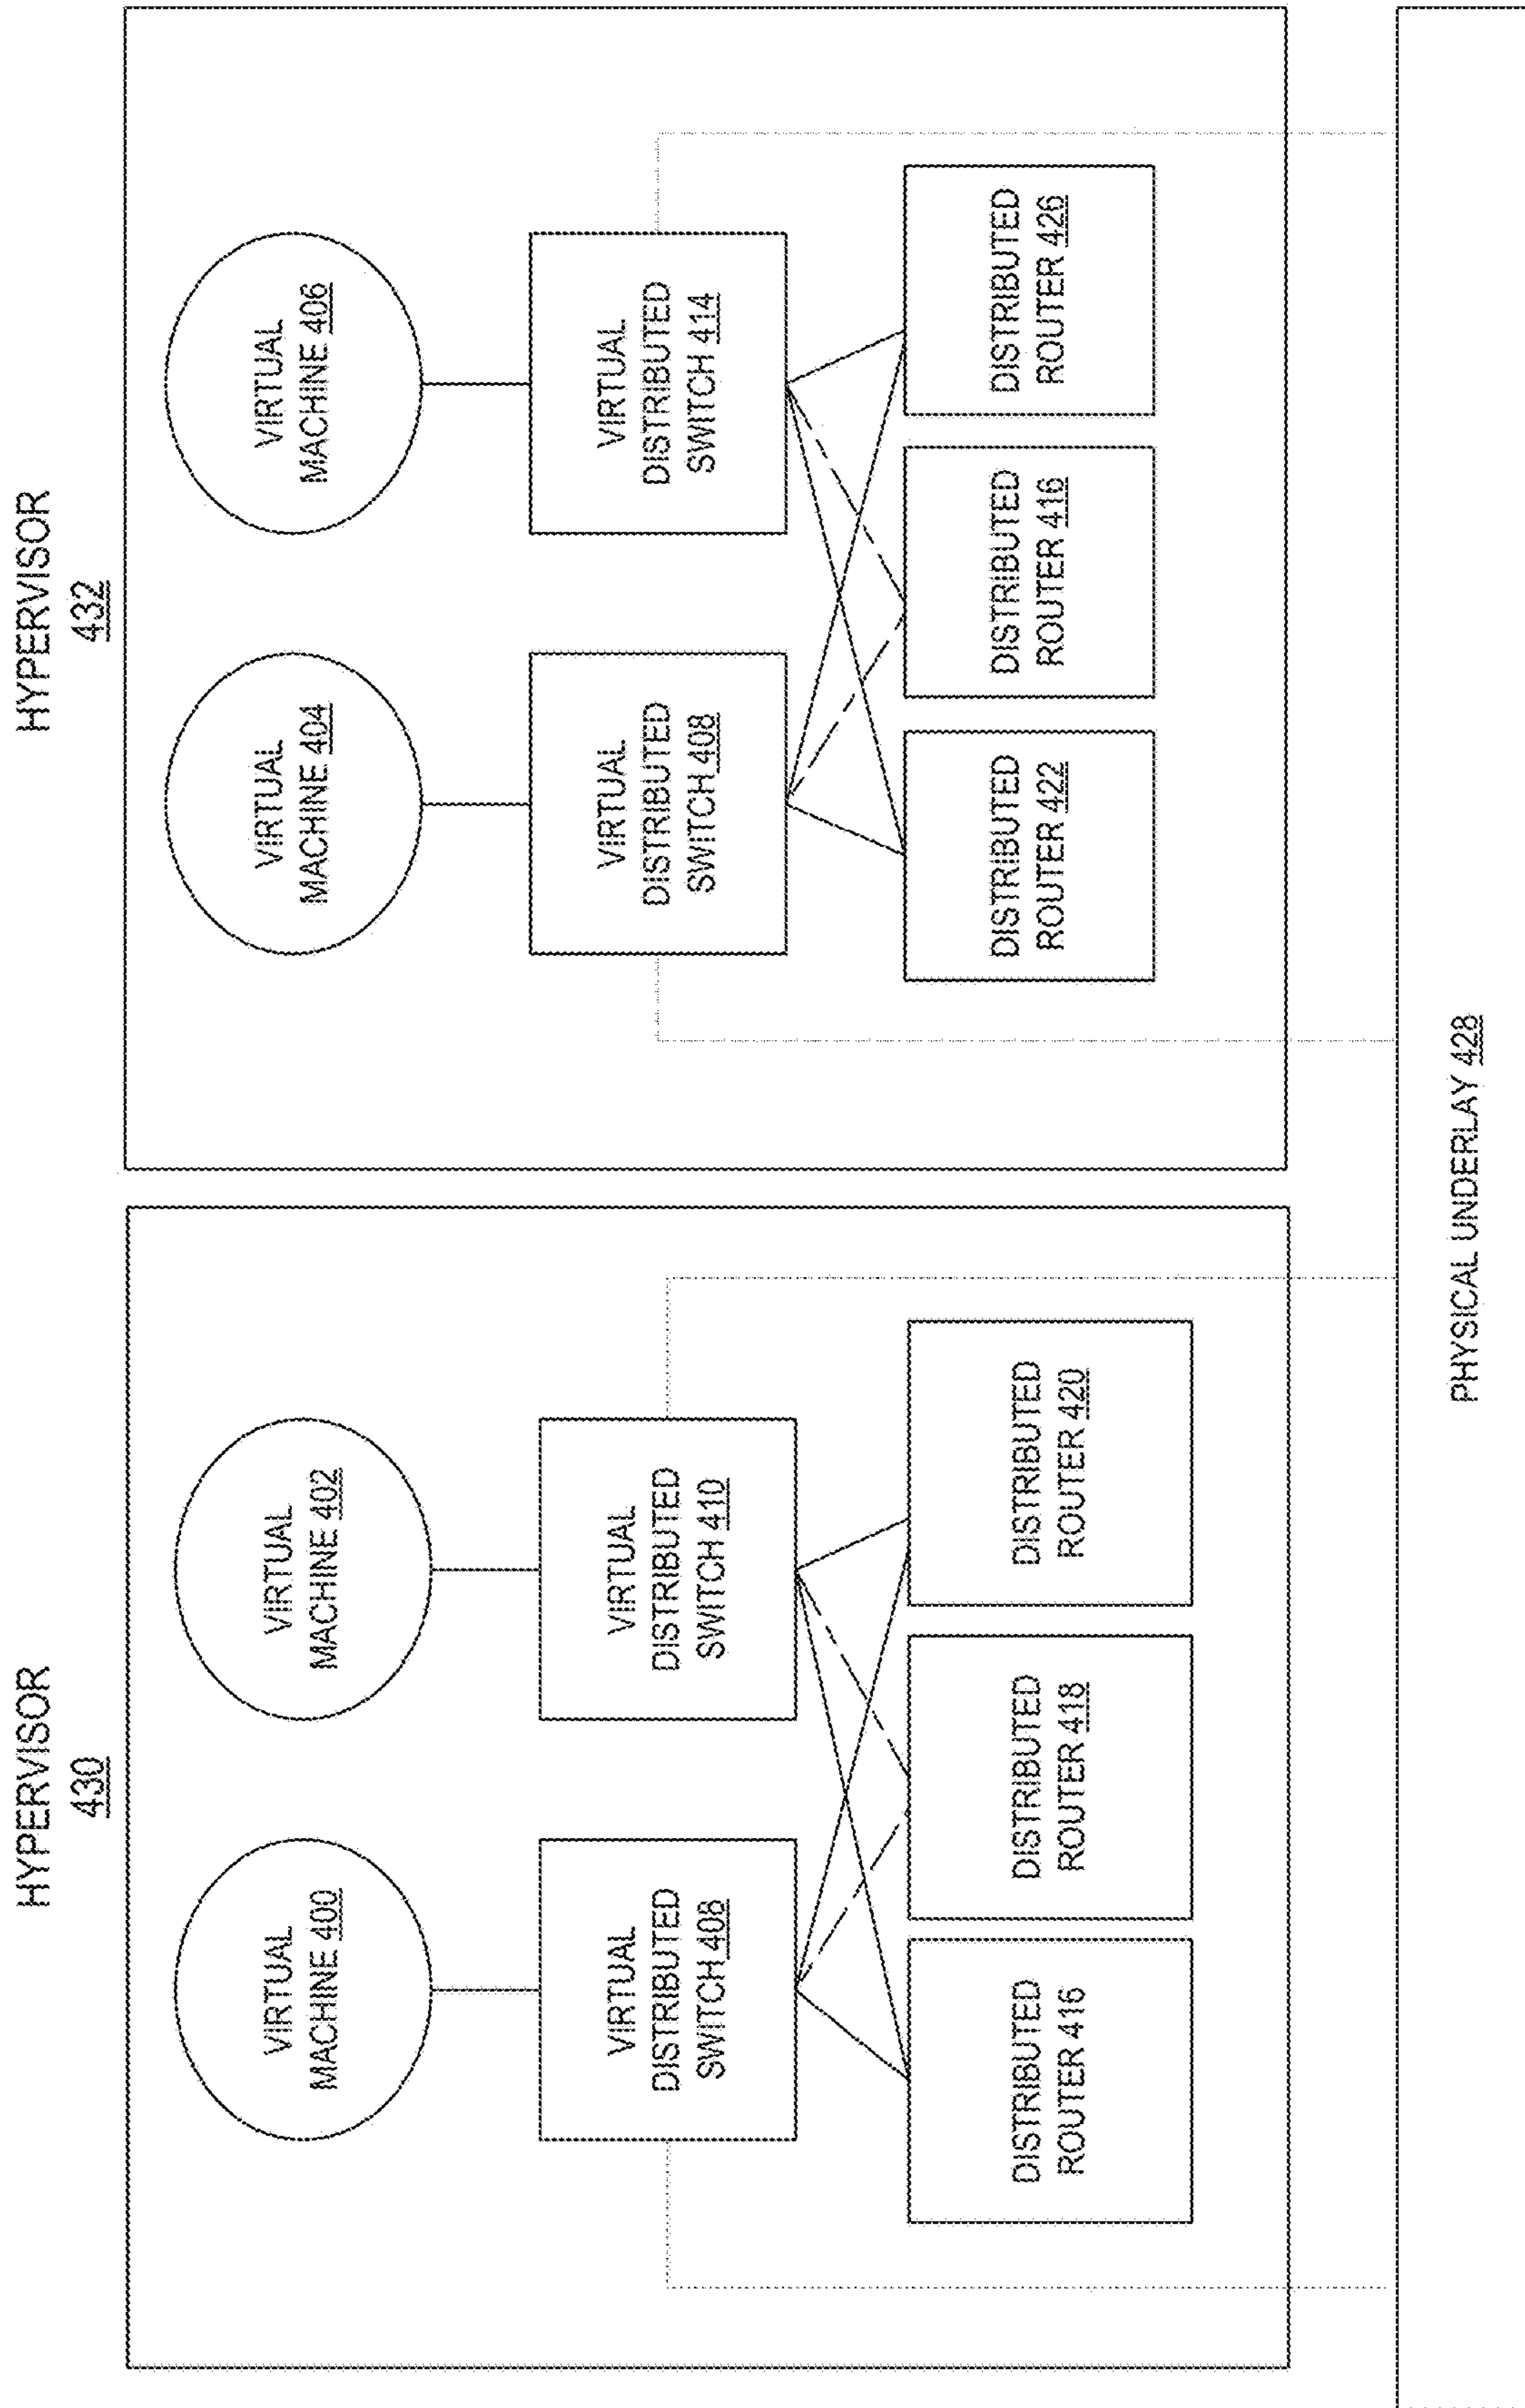 HYPERVISOR
430
VIRTUAL
MACHINE 400
VIRTUAL
MACHINE 402
VIRTUAL
DISTRIBUTED
SWITCH 408
VIRTUAL
DISTRIBUTED
SWITCH 410
DISTRIBUTED
ROUTER 416
DISTRIBUTED
ROUTER 418
DISTRIBUTED
ROUTER 420
HYPERVISOR
432
VIRTUAL
MACHINE 404
VIRTUAL
MACHINE 406
VIRTUAL
DISTRIBUTED
SWITCH 408
VIRTUAL
DISTRIBUTED
SWITCH 414
DISTRIBUTED
ROUTER 422
DISTRIBUTED
ROUTER 416
DISTRIBUTED
ROUTER 426
PHYSICAL UNDERLAY 428